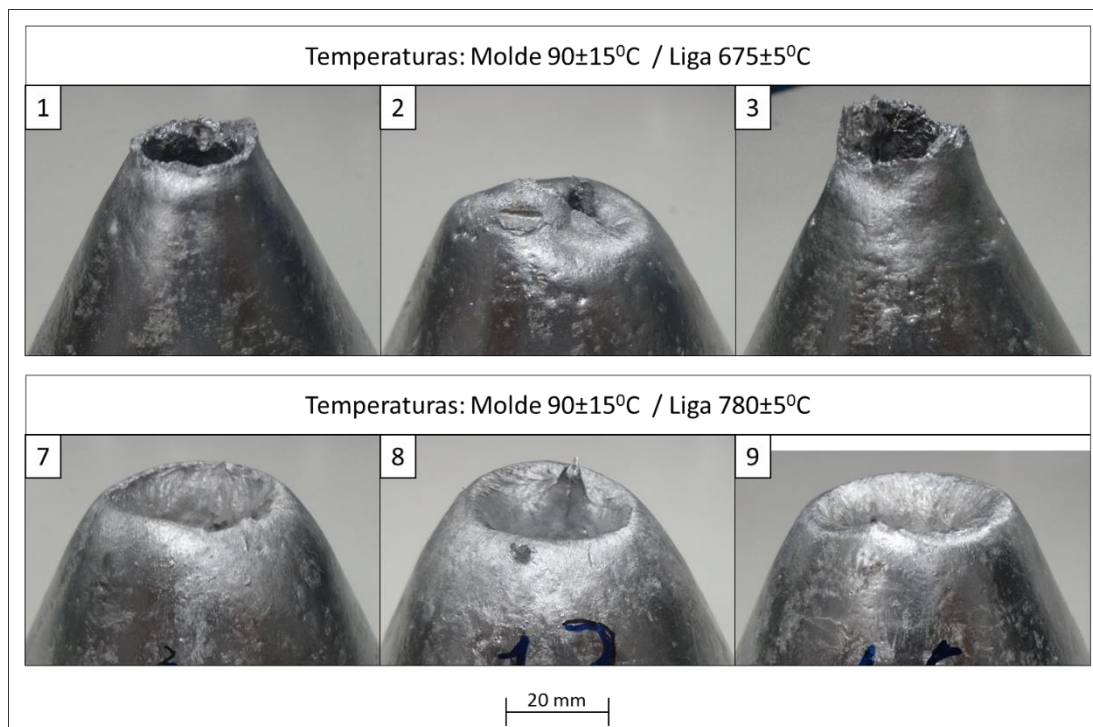 Temperaturas: Molde 90±15⁰C / Liga 675±5⁰C
1
2
3
Temperaturas: Molde 90±15⁰C / Liga 780±5⁰C
7
8
9
20 mm